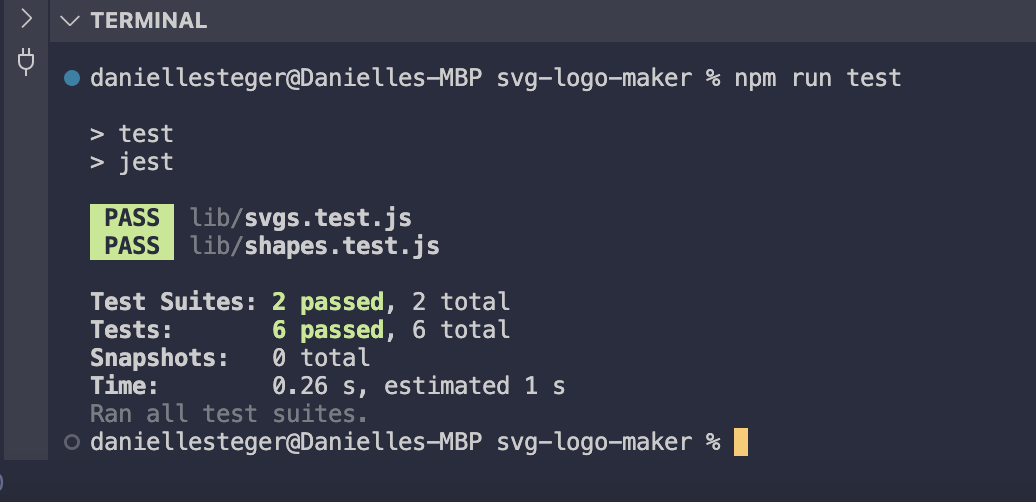 TERMINAL
daniellesteger@Danielles-MBP svg-logo-maker % npm run test
> test
> jest
PASS lib/svgs.test.js
PASS lib/shapes.test.js
Test Suites: 2 passed, 2 total
Tests: 6 passed, 6 total
Snapshots: 0 total
Time: 0.26 s, estimated 1 s
Ran all test suites.
daniellesteger@Danielles-MBP svg-logo-maker %